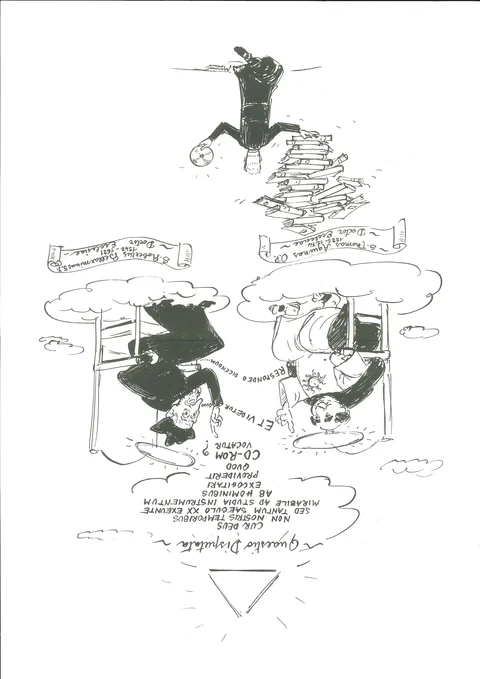 ~ Quaestio Disputata ~
CUR DEUS
NON NOSTRIS TEMPORIBUS
SED TANTUM SAECULO XX EXEUNTE
MIRABILE AD STUDIA INSTRUMENTUM
AB HOMINIBUS
EXCOGITARI
PROVIDERIT
QUOD
CD-ROM
VOCATUR ?
ET VIDETUR QUOD......
RESPONDEO DICENDUM......
S. Thomas Aquinas O.P.
1225-1274
~ Doctor Ecclesiae ~
S. Robertus Bellarminus S.J.
1542-1621
~ Doctor Ecclesiae ~